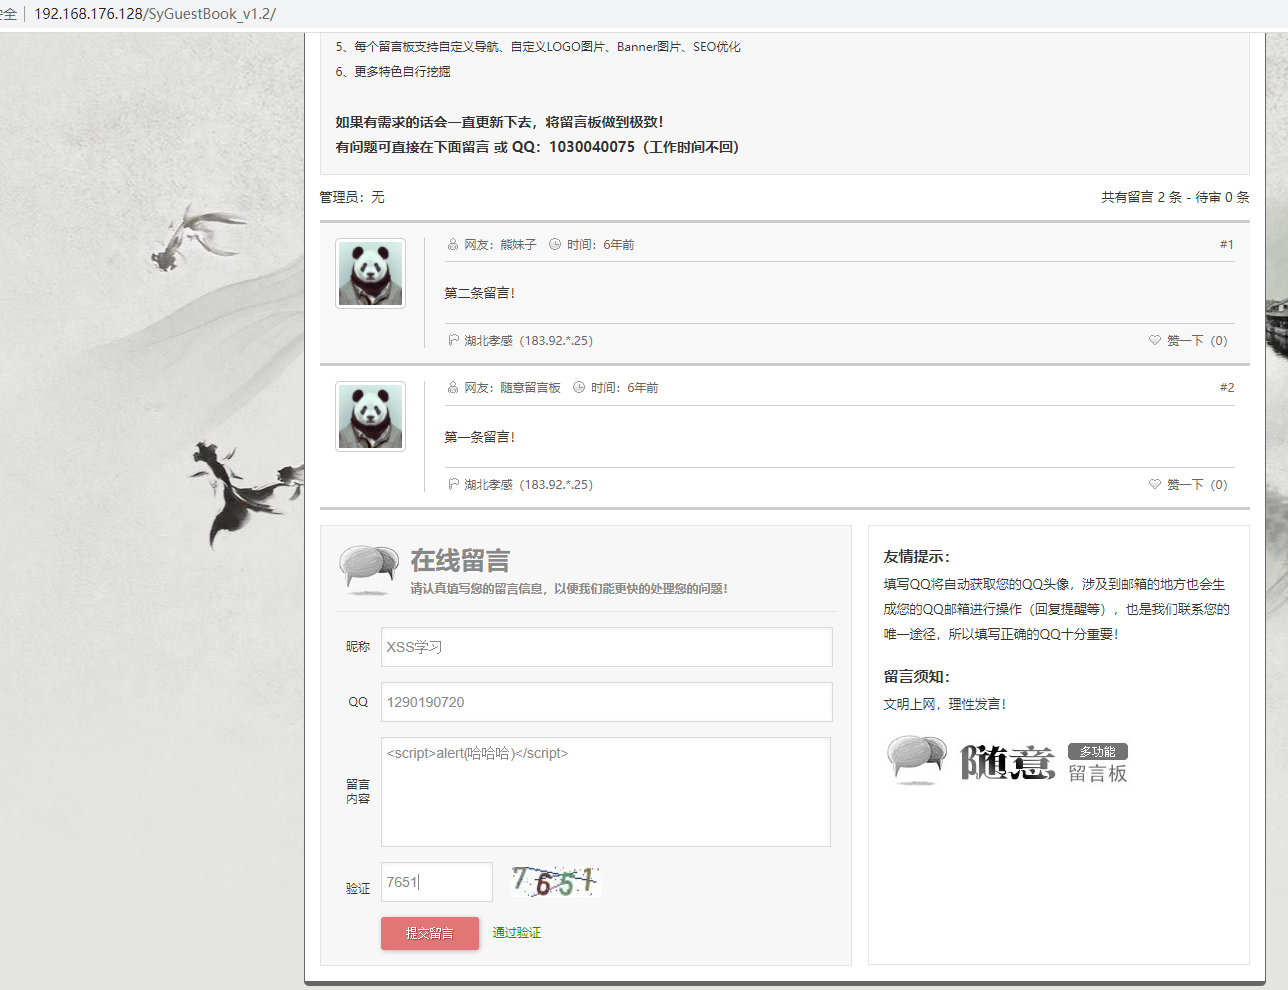 安全 | 192.168.176.128/SyGuestBook_v1.2/
5、每个留言板支持自定义导航、自定义LOGO图片、Banner图片、SEO优化
6、更多特色自行挖掘
如果有需求的话会一直更新下去，将留言板做到极致！
有问题可直接在下面留言 或 QQ：1030040075（工作时间不回）
管理员：无
共有留言 2 条 - 待审 0 条
网友：熊妹子 时间：6年前 #1
第二条留言！
湖北孝感（183.92.*.25） 赞一下（0）
网友：随意留言板 时间：6年前 #2
第一条留言！
湖北孝感（183.92.*.25） 赞一下（0）
在线留言
请认真填写您的留言信息，以便我们能更快的处理您的问题！
昵称 XSS学习
QQ 1290190720
留言
内容
<script>alert(哈哈哈)</script>
验证 7651 7651
提交留言 通过验证
友情提示：
填写QQ将自动获取您的QQ头像，涉及到邮箱的地方也会生
成您的QQ邮箱进行操作（回复提醒等），也是我们联系您的
唯一途径，所以填写正确的QQ十分重要！
留言须知：
文明上网，理性发言！
随意 多功能
留言板